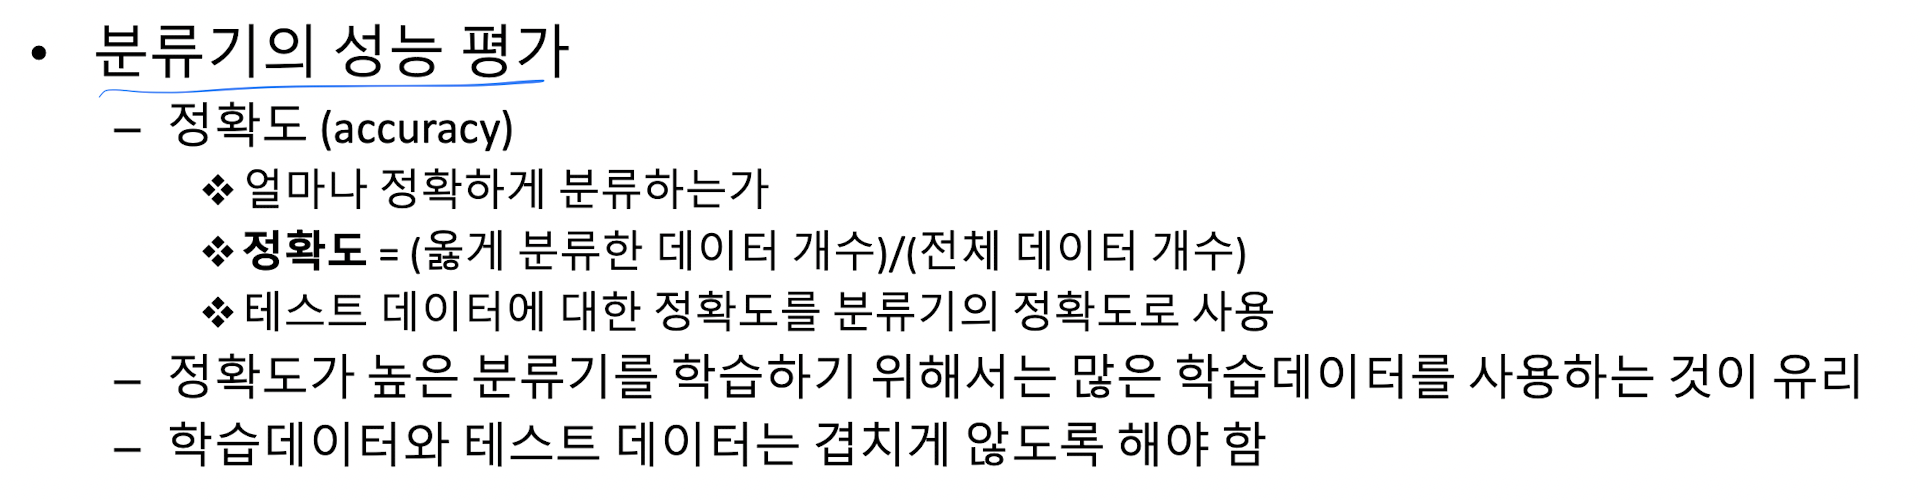 • 분류기의 성능 평가
– 정확도 (accuracy)
❖ 얼마나 정확하게 분류하는가
❖ 정확도 = (옳게 분류한 데이터 개수)/(전체 데이터 개수)
❖ 테스트 데이터에 대한 정확도를 분류기의 정확도로 사용
– 정확도가 높은 분류기를 학습하기 위해서는 많은 학습데이터를 사용하는 것이 유리
– 학습데이터와 테스트 데이터는 겹치게 않도록 해야 함